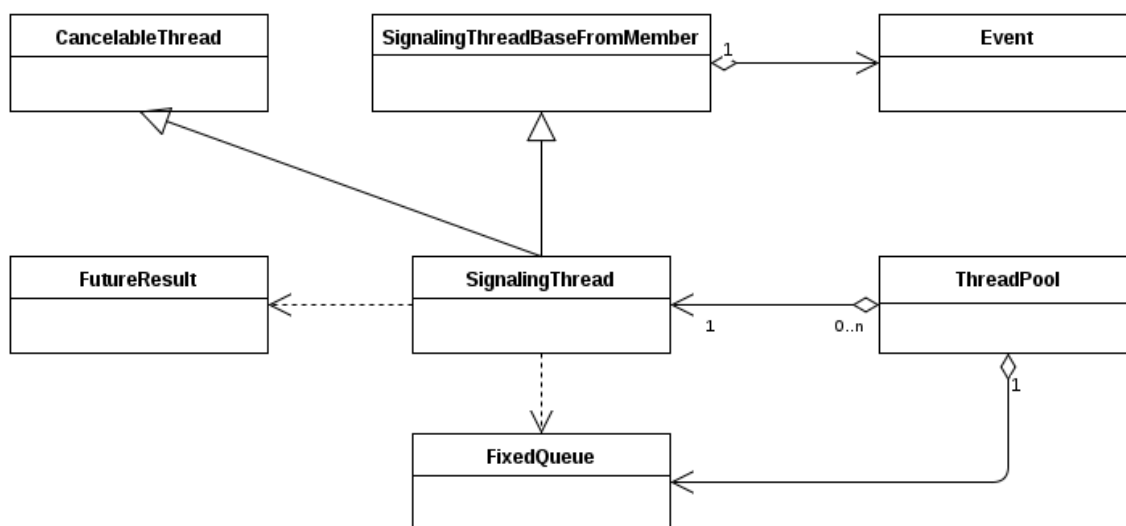 CancelableThread
SignalingThreadBaseFromMember
1
Event
FutureResult
SignalingThread
1
0..n
ThreadPool
1
FixedQueue